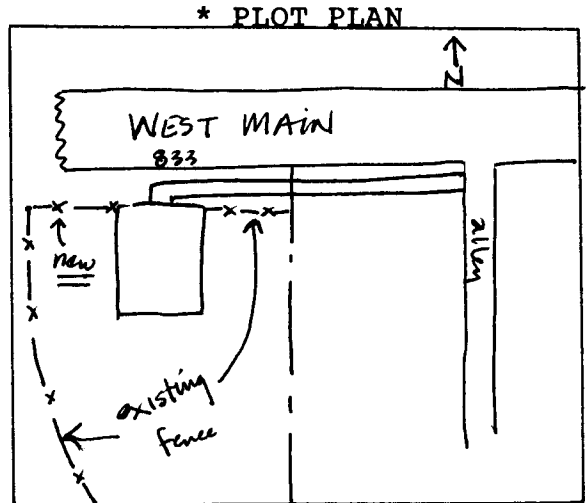 * PLOT PLAN
N
WEST MAIN
833
new
alley
existing
fence